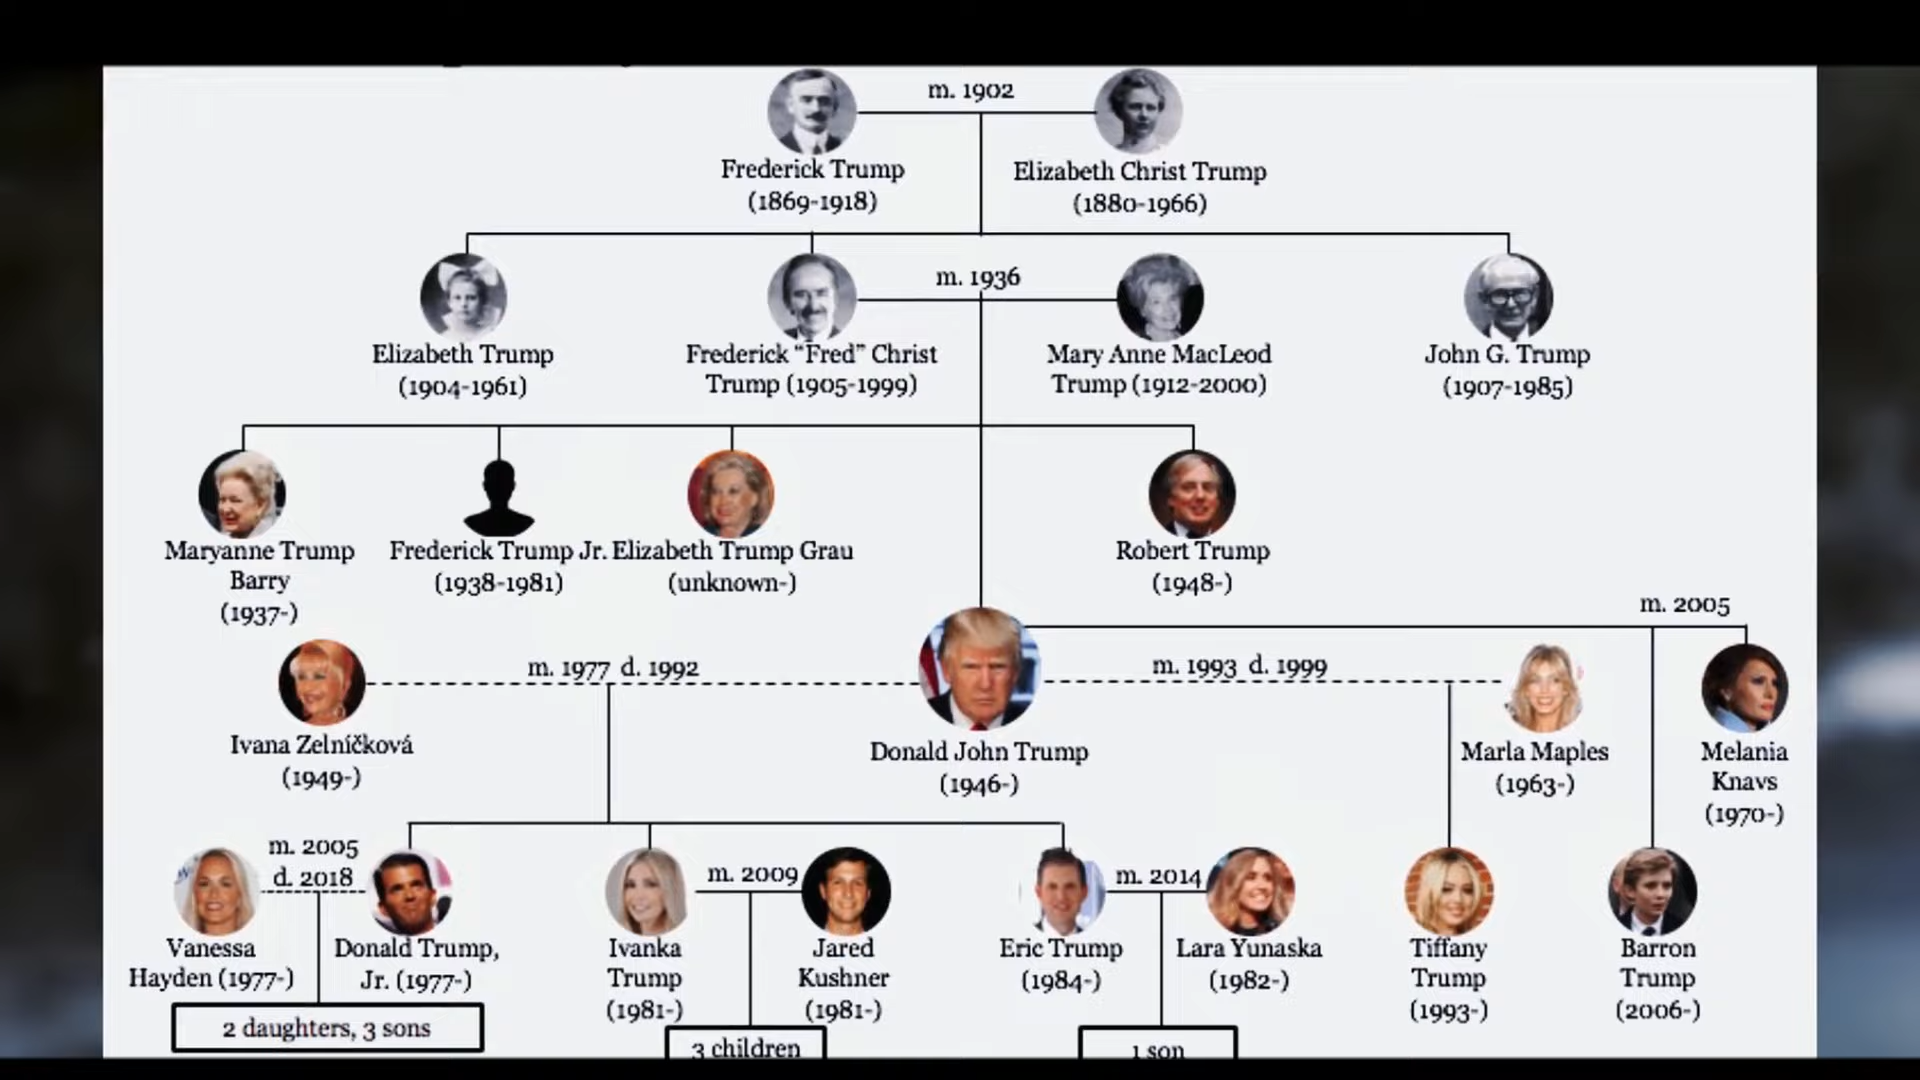 m. 1902
Frederick Trump
(1869-1918)
Elizabeth Christ Trump
(1880-1966)
m. 1936
Elizabeth Trump
(1904-1961)
Frederick “Fred” Christ
Trump (1905-1999)
Mary Anne MacLeod
Trump (1912-2000)
John G. Trump
(1907-1985)
Maryanne Trump
Barry
(1937-)
Frederick Trump Jr.
(1938-1981)
Elizabeth Trump Grau
(unknown-)
Robert Trump
(1948-)
m. 2005
m. 1977 d. 1992
m. 1993 d. 1999
Ivana Zelníčková
(1949-)
Donald John Trump
(1946-)
Marla Maples
(1963-)
Melania
Knavs
(1970-)
m. 2005
d. 2018
m. 2009
m. 2014
Vanessa
Hayden (1977-)
Donald Trump,
Jr. (1977-)
Ivanka
Trump
(1981-)
Jared
Kushner
(1981-)
Eric Trump
(1984-)
Lara Yunaska
(1982-)
Tiffany
Trump
(1993-)
Barron
Trump
(2006-)
2 daughters, 3 sons
3 children
1 son